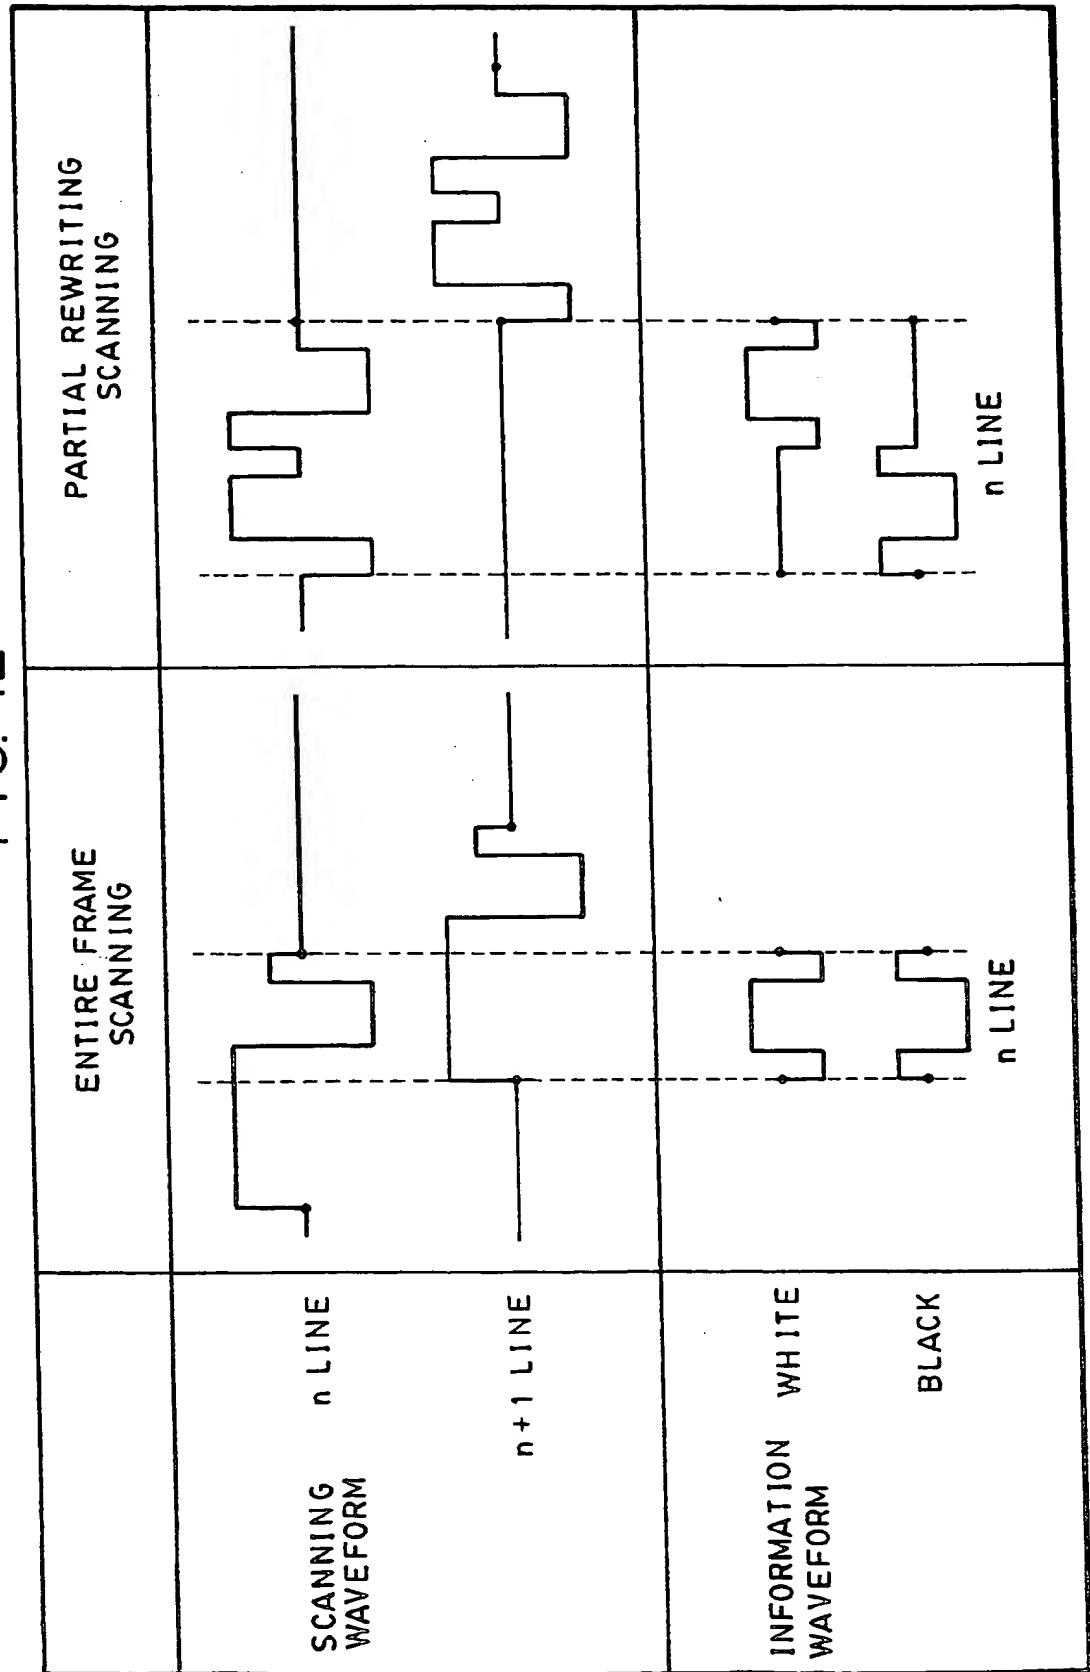 ENTIRE FRAME
SCANNING
PARTIAL REWRITING
SCANNING
SCANNING
WAVEFORM
n LINE
n+1 LINE
INFORMATION
WAVEFORM
WHITE
BLACK
n LINE
n LINE